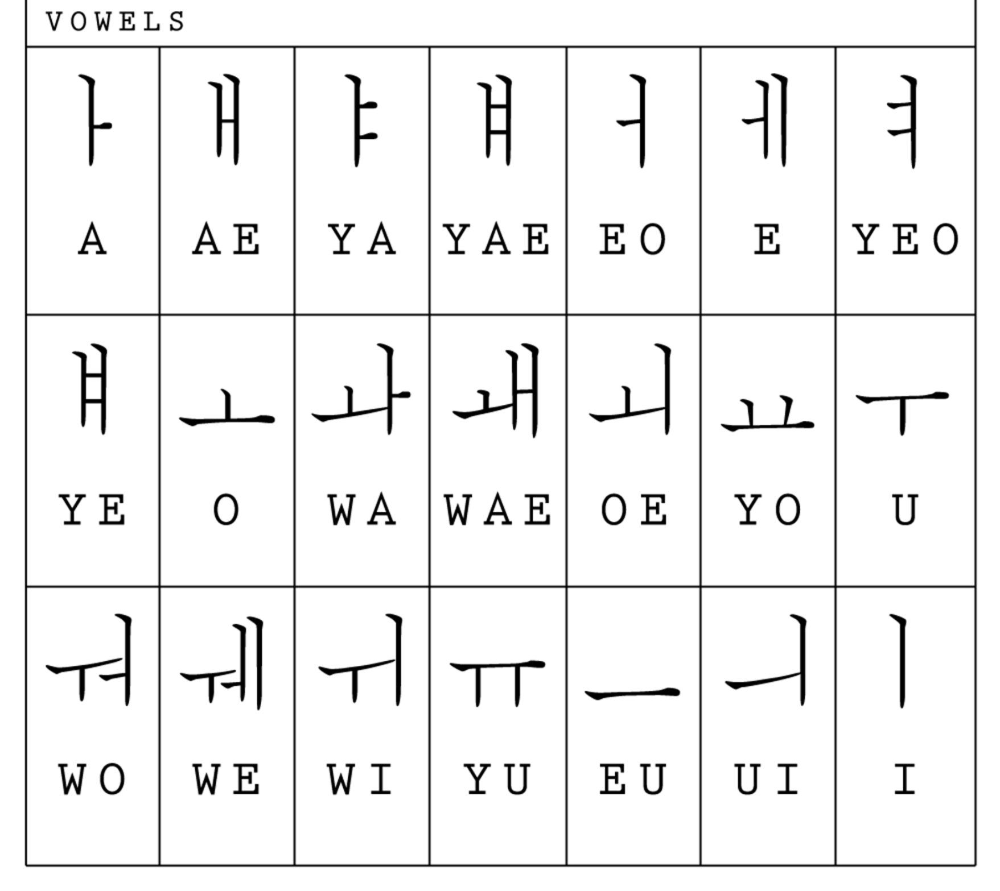 VOWELS
ㅏ ㅐ ㅑ ㅒ ㅓ ㅔ ㅕ
A AE YA YAE EO E YEO
ㅒ ㅗ ㅘ ㅙ ㅚ ㅛ ㅜ
YE O WA WAE OE YO U
ㅝ ㅞ ㅟ ㅠ ㅡ ㅢ ㅣ
WO WE WI YU EU UI I